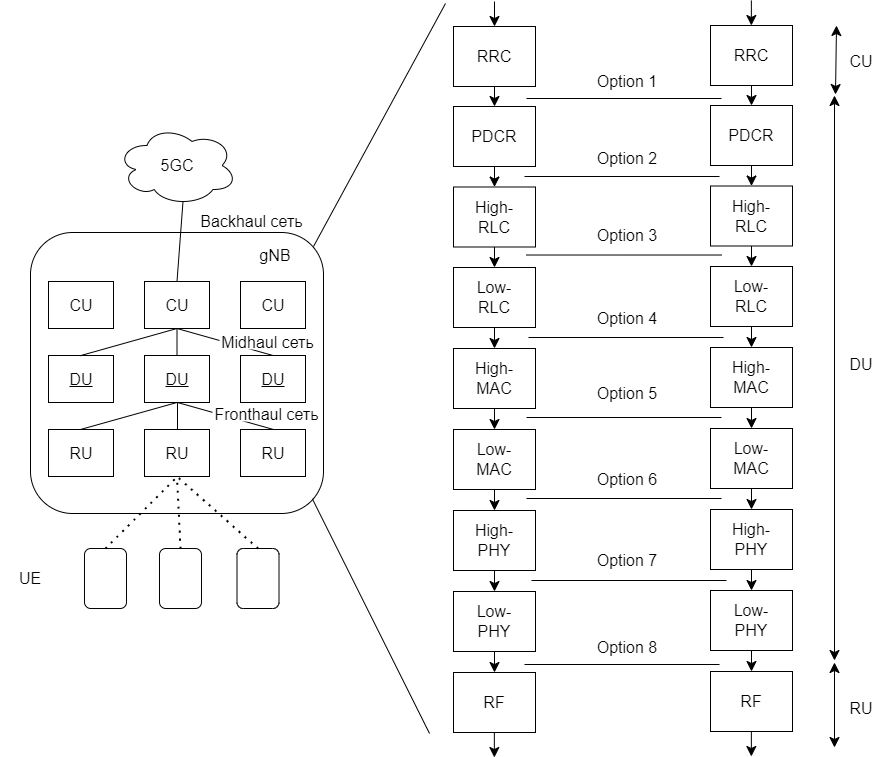 5GC
Backhaul сеть
gNB
CU
CU
CU
Midhaul сеть
DU
DU
DU
Fronthaul сеть
RU
RU
RU
UE
RRC
RRC
CU
Option 1
PDCR
PDCR
Option 2
High-
RLC
High-
RLC
Option 3
Low-
RLC
Low-
RLC
Option 4
High-
MAC
High-
MAC
DU
Option 5
Low-
MAC
Low-
MAC
Option 6
High-
PHY
High-
PHY
Option 7
Low-
PHY
Low-
PHY
Option 8
RF
RF
RU